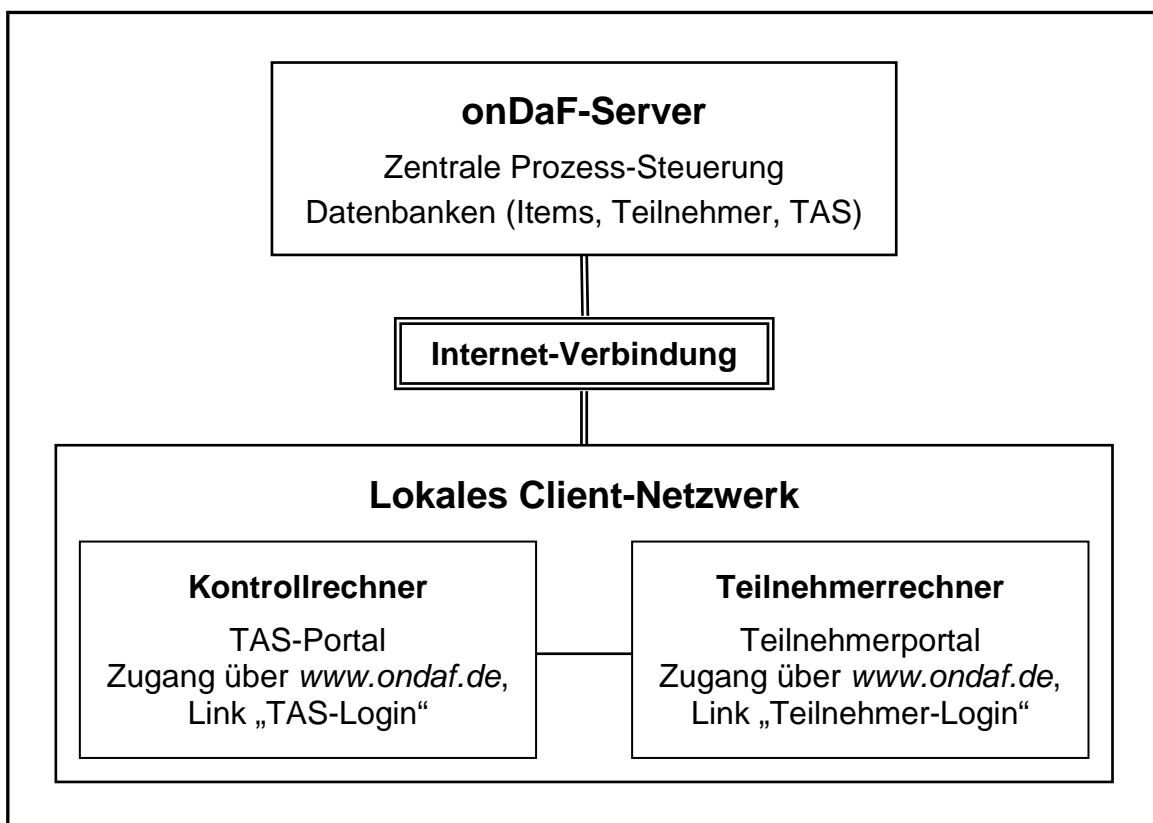 onDaF-Server
Zentrale Prozess-Steuerung
Datenbanken (Items, Teilnehmer, TAS)
Internet-Verbindung
Lokales Client-Netzwerk
Kontrollrechner
TAS-Portal
Zugang über www.ondaf.de,
Link „TAS-Login“
Teilnehmerrechner
Teilnehmerportal
Zugang über www.ondaf.de,
Link „Teilnehmer-Login“